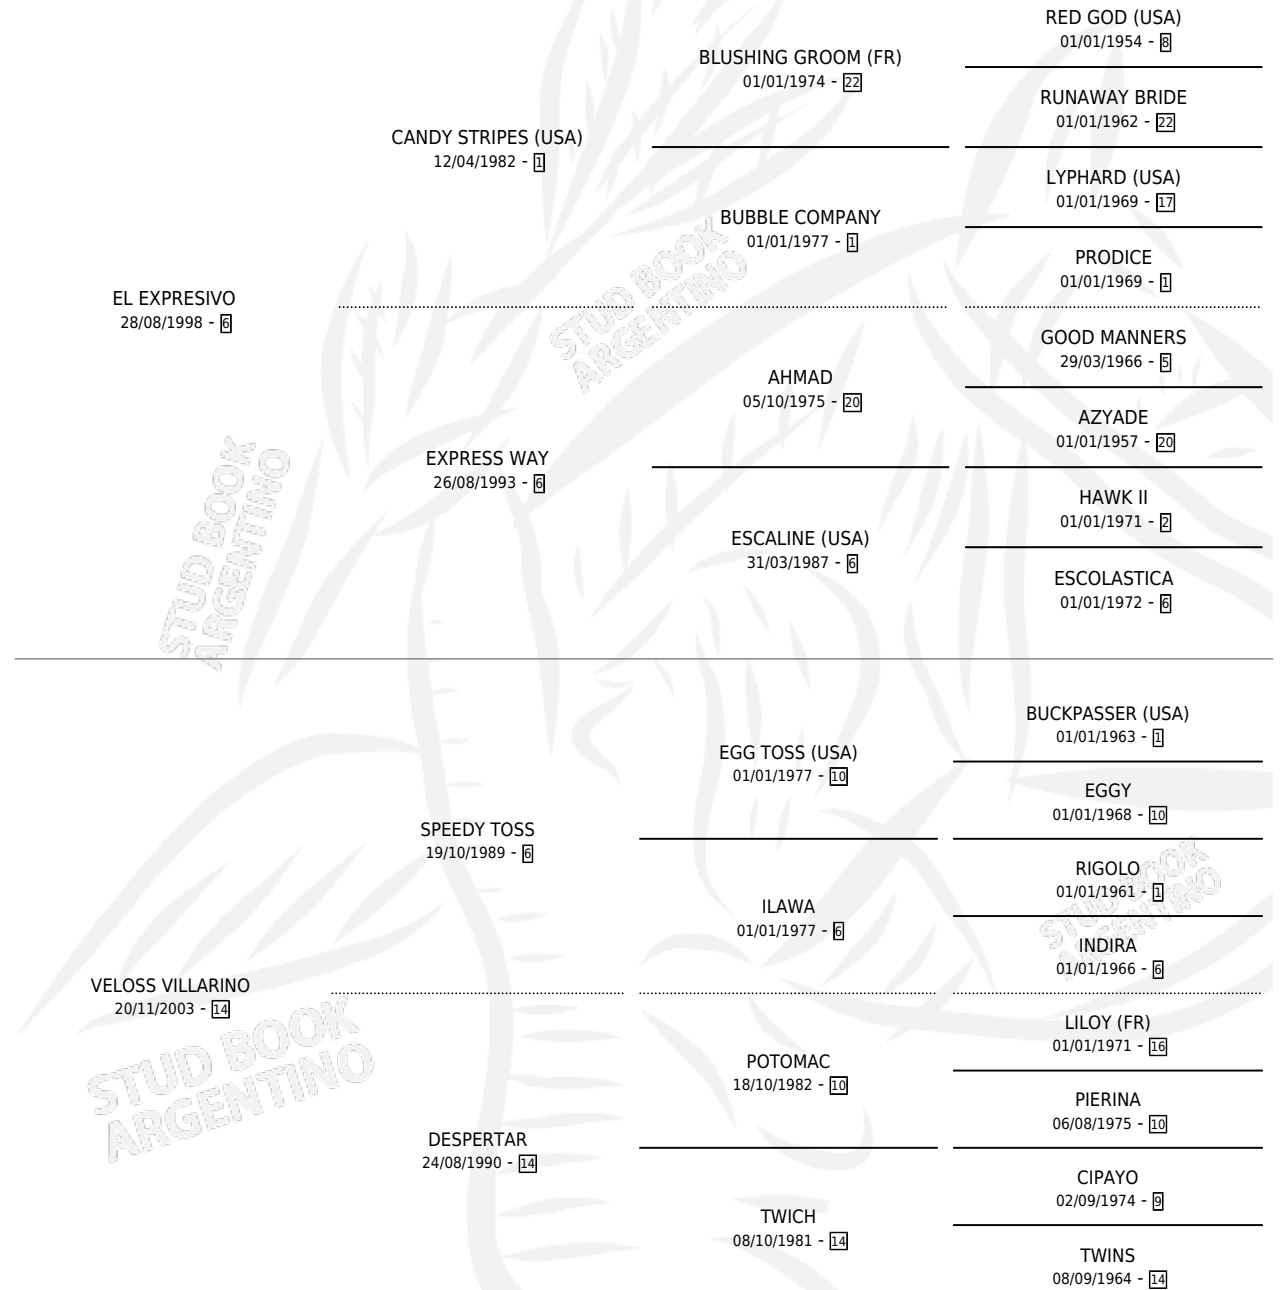 RED GOD (USA)
01/01/1954 - 8
BLUSHING GROOM (FR)
01/01/1974 - 22
RUNAWAY BRIDE
01/01/1962 - 22
CANDY STRIPES (USA)
12/04/1982 - 1
LYPHARD (USA)
01/01/1969 - 17
BUBBLE COMPANY
01/01/1977 - 1
PRODICE
01/01/1969 - 1
EL EXPRESIVO
28/08/1998 - 6
STUD BOOK
ARGENTINO
GOOD MANNERS
29/03/1966 - 5
AHMAD
05/10/1975 - 20
AZYADE
01/01/1957 - 20
EXPRESS WAY
26/08/1993 - 6
HAWK II
01/01/1971 - 2
ESCALINE (USA)
31/03/1987 - 6
ESCOLASTICA
01/01/1972 - 6
STUD BOOK
ARGENTINO
BUCKPASSER (USA)
01/01/1963 - 1
EGG TOSS (USA)
01/01/1977 - 10
EGGY
01/01/1968 - 10
SPEEDY TOSS
19/10/1989 - 6
RIGOLO
01/01/1961 - 1
STUD BOOK
ARGENTINO
ILAWA
01/01/1977 - 6
INDIRA
01/01/1966 - 6
VELOSS VILLARINO
20/11/2003 - 14
STUD BOOK
ARGENTINO
LILOY (FR)
01/01/1971 - 16
POTOMAC
18/10/1982 - 10
PIERINA
06/08/1975 - 10
DESPERTAR
24/08/1990 - 14
CIPAYO
02/09/1974 - 9
TWICH
08/10/1981 - 14
TWINS
08/09/1964 - 14